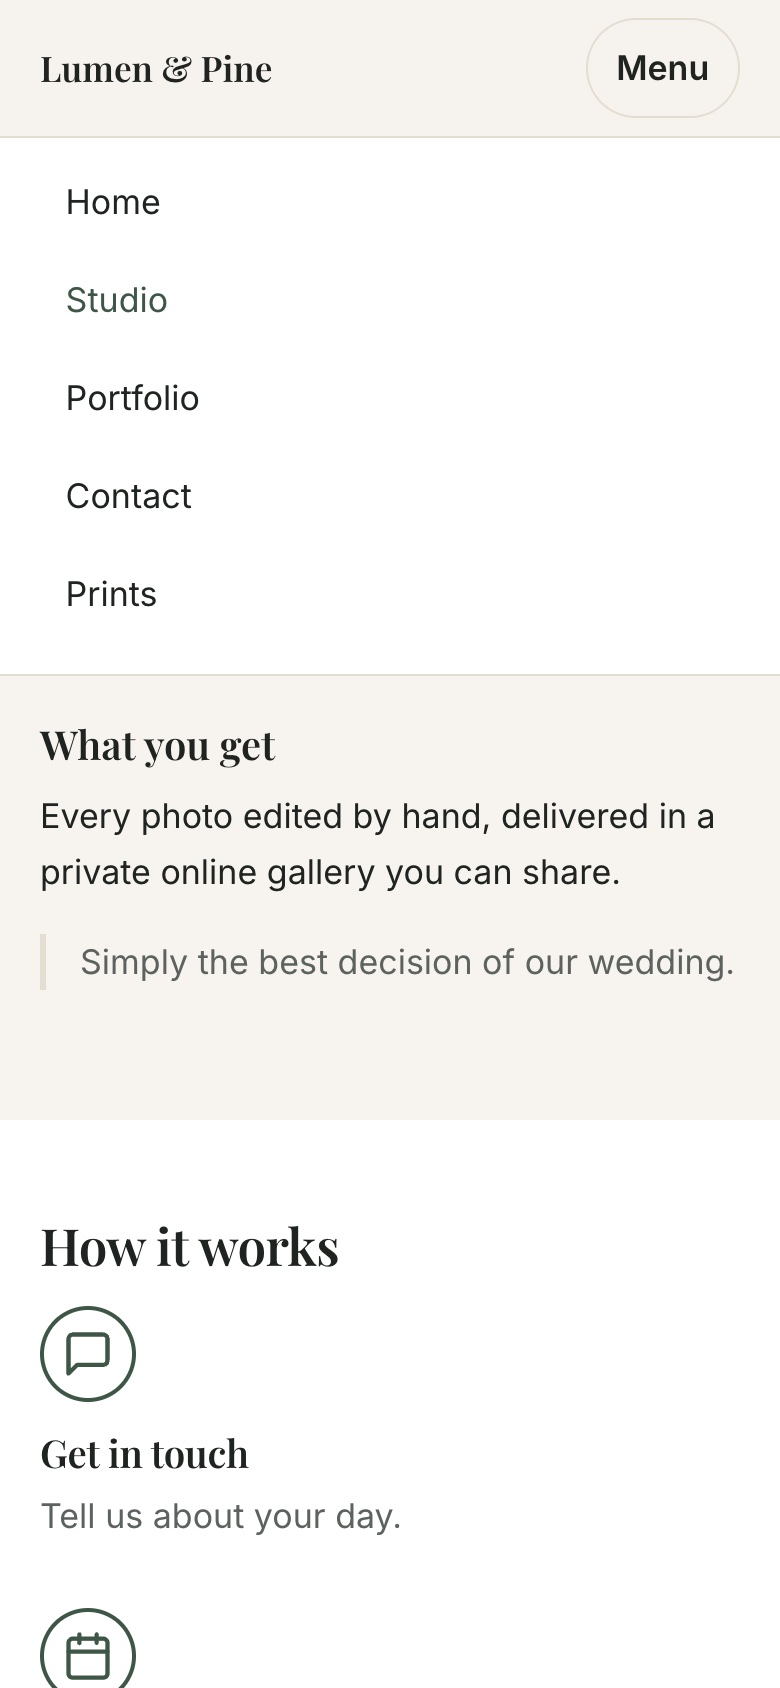 Lumen & Pine
Menu
Home
Studio
Portfolio
Contact
Prints
What you get
Every photo edited by hand, delivered in a
private online gallery you can share.
Simply the best decision of our wedding.
How it works
Get in touch
Tell us about your day.